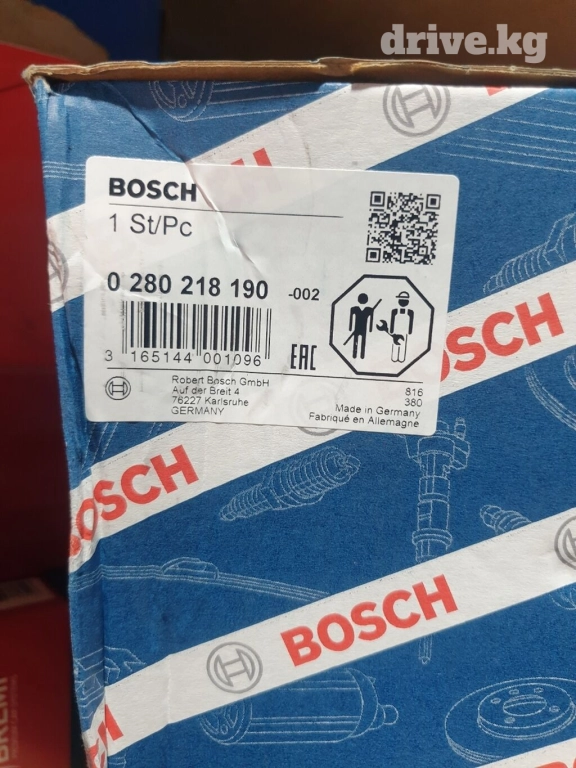 drive.kg
BOSCH
1 St/Pc
0 280 218 190 -002
3 165144 001096
EAC
Robert Bosch GmbH
Auf der Breit 4
76227 Karlsruhe
GERMANY
816
380
Made in Germany
Fabriqué en Allemagne
OSCH
BOSCH
BOSCH